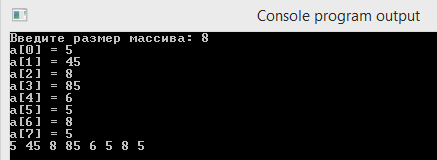 Console program output
Введите размер массива: 8
a[0] = 5
a[1] = 45
a[2] = 8
a[3] = 85
a[4] = 6
a[5] = 5
a[6] = 8
a[7] = 5
5 45 8 85 6 5 8 5